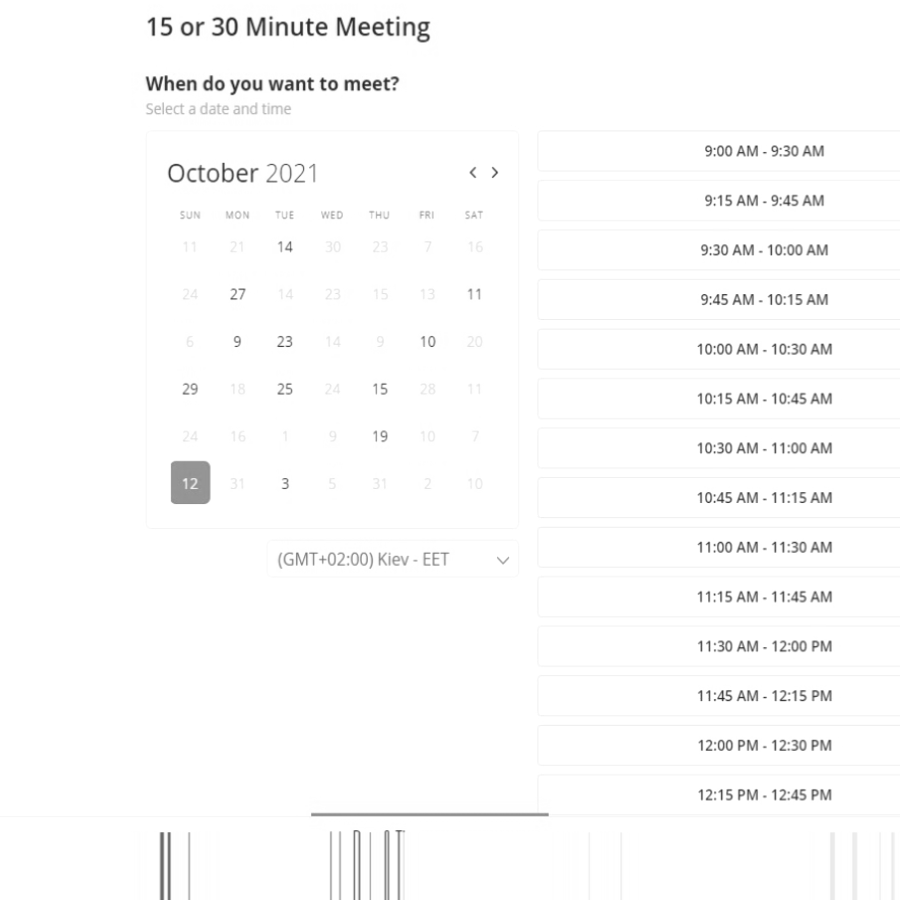 15 or 30 Minute Meeting
When do you want to meet?
Select a date and time
October 2021
SUN MON TUE WED THU FRI SAT
11 21 14 30 23 7 16
24 27 14 23 15 13 11
6 9 23 14 9 10 20
29 18 25 24 15 28 11
24 16 1 9 19 10 7
12 31 3 5 31 2 10
(GMT+02:00) Kiev - EET
9:00 AM - 9:30 AM
9:15 AM - 9:45 AM
9:30 AM - 10:00 AM
9:45 AM - 10:15 AM
10:00 AM - 10:30 AM
10:15 AM - 10:45 AM
10:30 AM - 11:00 AM
10:45 AM - 11:15 AM
11:00 AM - 11:30 AM
11:15 AM - 11:45 AM
11:30 AM - 12:00 PM
11:45 AM - 12:15 PM
12:00 PM - 12:30 PM
12:15 PM - 12:45 PM